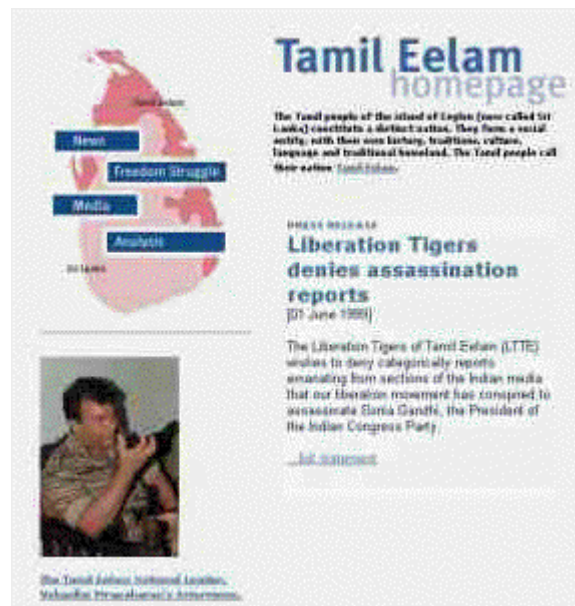 Tamil Eelam
homepage
The Tamil people of the island of Ceylon (now called Sri
Lanka) constitute a distinct nation. They form a social
entity, with their own history, traditions, culture,
language and traditional homeland. The Tamil people call
their nation Tamil Eelam.
News
Freedom Struggle
Media
Analysis
Sri Lanka
PRESS RELEASE
Liberation Tigers
denies assassination
reports
[01 June 1999]
The Liberation Tigers of Tamil Eelam (LTTE)
wishes to deny categorically reports
emanating from sections of the Indian media
that our liberation movement has conspired to
assassinate Sonia Gandhi, the President of
the Indian Congress Party.
...full statement
The Tamil Eelam National Leader,